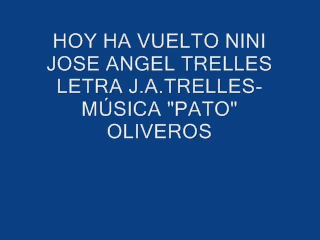 HOY HA VUELTO NINI
JOSE ANGEL TRELLES
LETRA J.A.TRELLES-
MÚSICA "PATO"
OLIVEROS